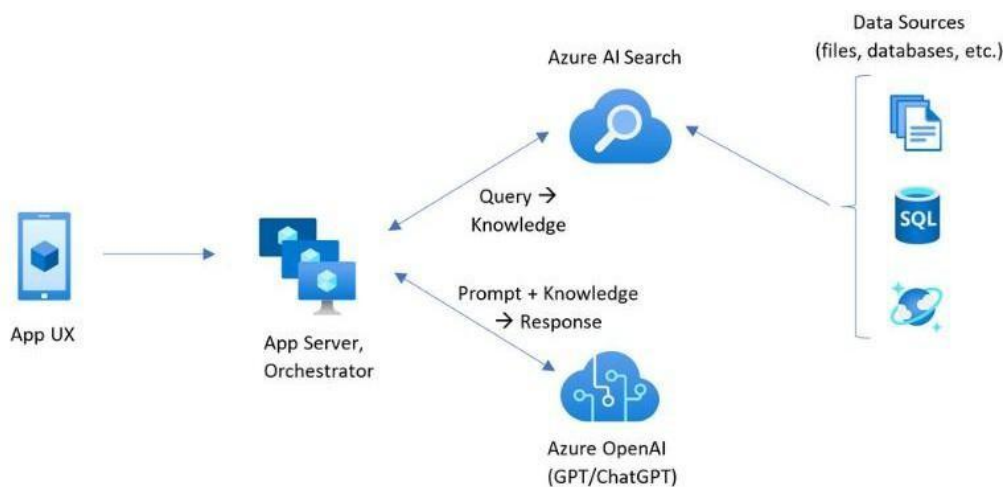 Data Sources
(files, databases, etc.)
Azure AI Search
SQL
Query →
Knowledge
Prompt + Knowledge
→ Response
App UX
App Server,
Orchestrator
Azure OpenAI
(GPT/ChatGPT)